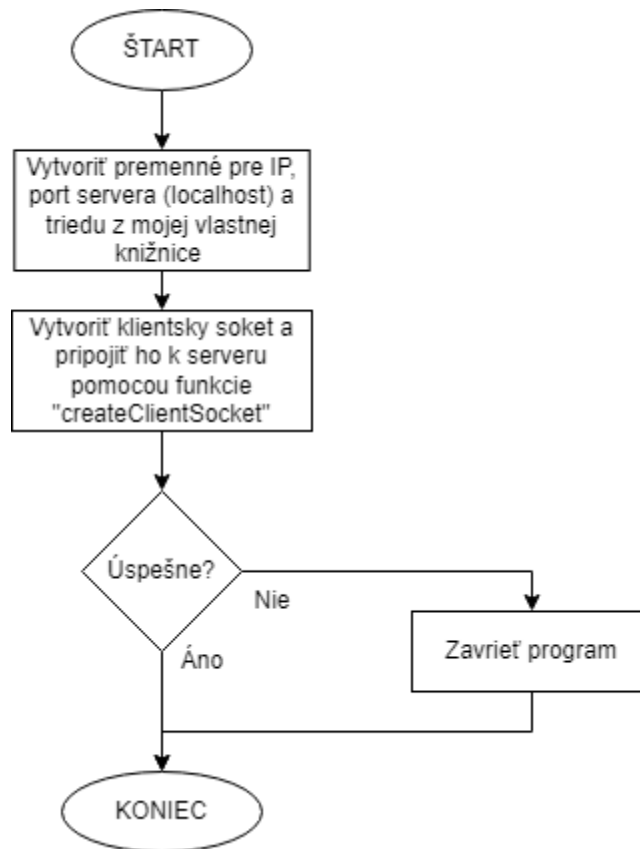 ŠTART
Vytvoriť premenné pre IP,
port servera (localhost) a
triedu z mojej vlastnej
knižnice
Vytvoriť klientsky soket a
pripojiť ho k serveru
pomocou funkcie
"createClientSocket"
Úspešne?
Nie
Áno
Zavrieť program
KONIEC